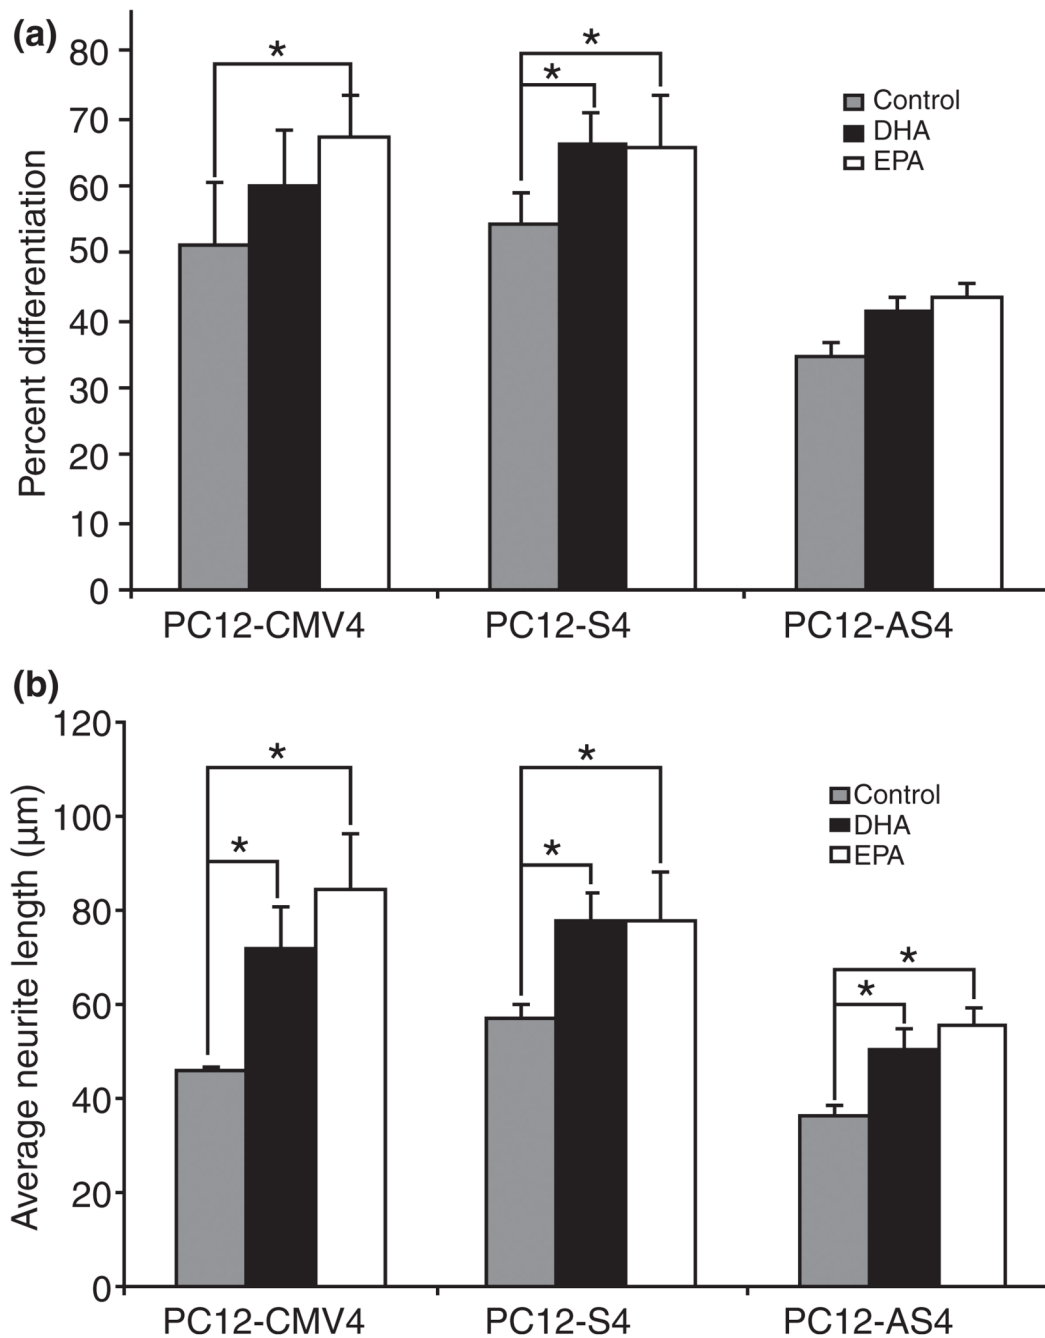 (a)
80
70
60
50
40
30
20
10
0
Percent differentiation
*
*
*
Control
DHA
EPA
PC12-CMV4 PC12-S4 PC12-AS4
(b)
120
100
80
60
40
20
0
Average neurite length (µm)
*
*
*
*
*
*
Control
DHA
EPA
PC12-CMV4 PC12-S4 PC12-AS4